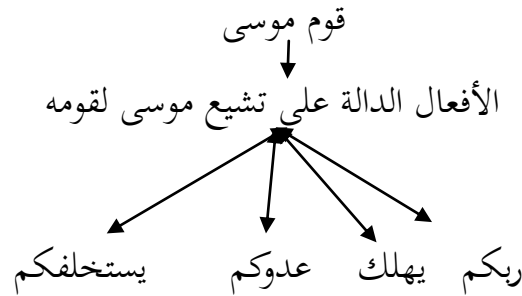 قوم موسى
الأفعال الدالة على تشيع موسى لقومه
ربكم يهلك عدوكم يستخلفكم